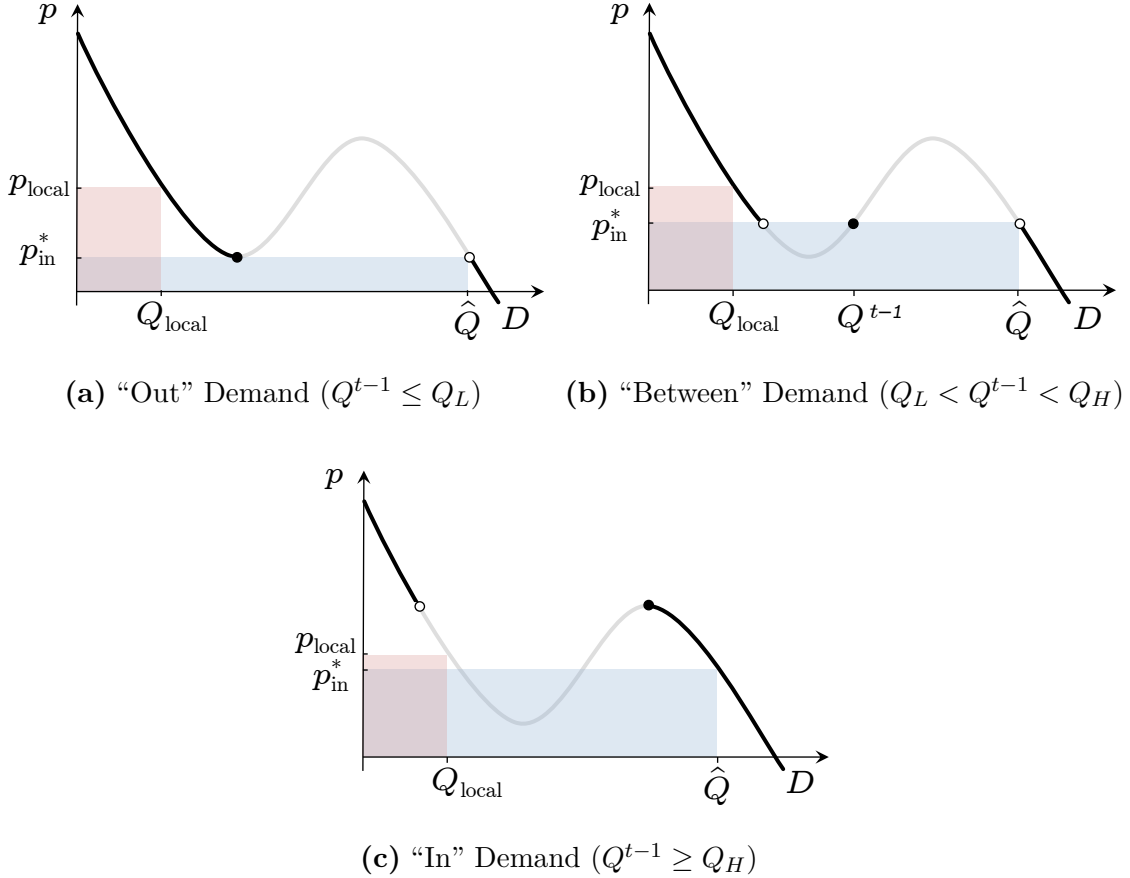 p
p_local
p*_in
Q_local
Q̂
D
(a) “Out” Demand (Q^{t−1} ≤ Q_L)
p
p_local
p*_in
Q_local
Q^{t-1}
Q̂
D
(b) “Between” Demand (Q_L < Q^{t−1} < Q_H)
p
p_local
p*_in
Q_local
Q̂
D
(c) “In” Demand (Q^{t−1} ≥ Q_H)